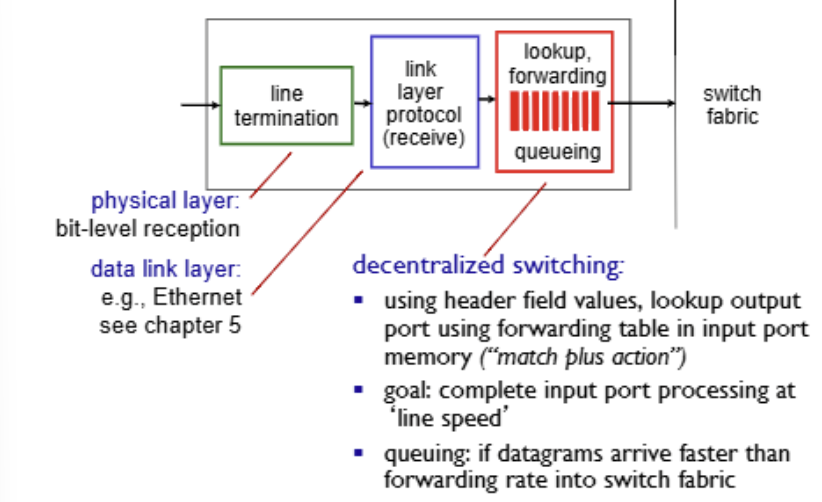 line
termination
link
layer
protocol
(receive)
lookup,
forwarding
queueing
switch
fabric
physical layer:
bit-level reception
data link layer:
e.g., Ethernet
see chapter 5
decentralized switching:
▪ using header field values, lookup output
port using forwarding table in input port
memory (“match plus action”)
▪ goal: complete input port processing at
‘line speed’
▪ queuing: if datagrams arrive faster than
forwarding rate into switch fabric